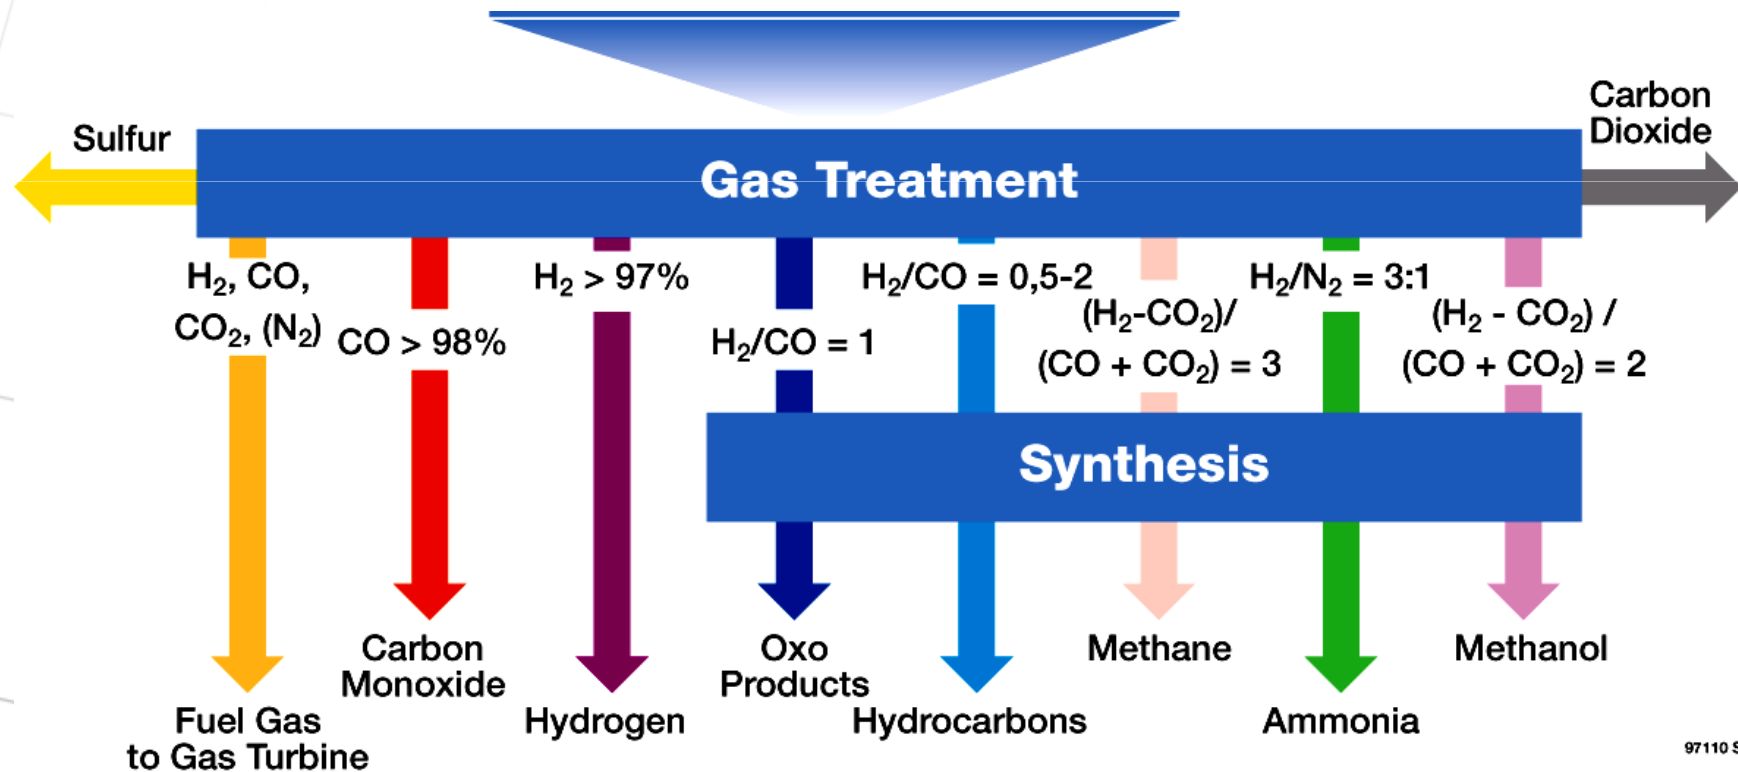 Carbon
Dioxide
Sulfur
Gas Treatment
H₂, CO,
CO₂, (N₂)
CO > 98%
H₂ > 97%
H₂/CO = 1
H₂/CO = 0,5-2
(H₂-CO₂)/
(CO + CO₂) = 3
H₂/N₂ = 3:1
(H₂ - CO₂) /
(CO + CO₂) = 2
Synthesis
Fuel Gas
to Gas Turbine
Carbon
Monoxide
Hydrogen
Oxo
Products
Hydrocarbons
Methane
Ammonia
Methanol
97110 S